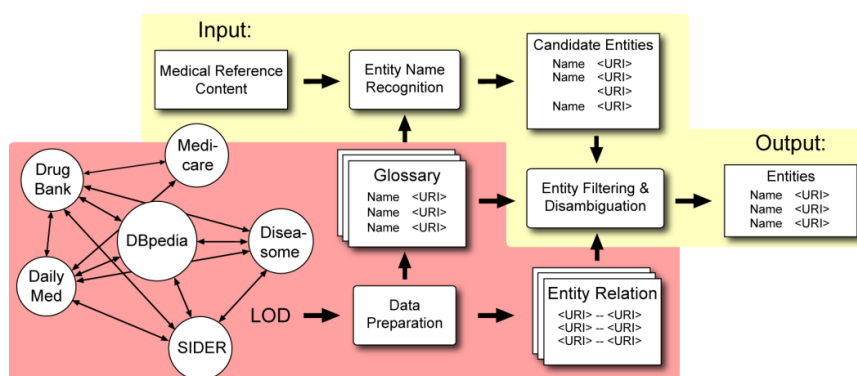 Input:
Medical Reference
Content
Entity Name
Recognition
Candidate Entities
Name <URI>
Name <URI>
<URI>
Name <URI>
Output:
Entities
Name <URI>
Name <URI>
Name <URI>
Entity Filtering &
Disambiguation
Glossary
Name <URI>
Name <URI>
Name <URI>
Medi-
care
Drug
Bank
DBpedia
Disea-
some
Daily
Med
SIDER
LOD
Data
Preparation
Entity Relation
<URI> -- <URI>
<URI> -- <URI>
<URI> -- <URI>